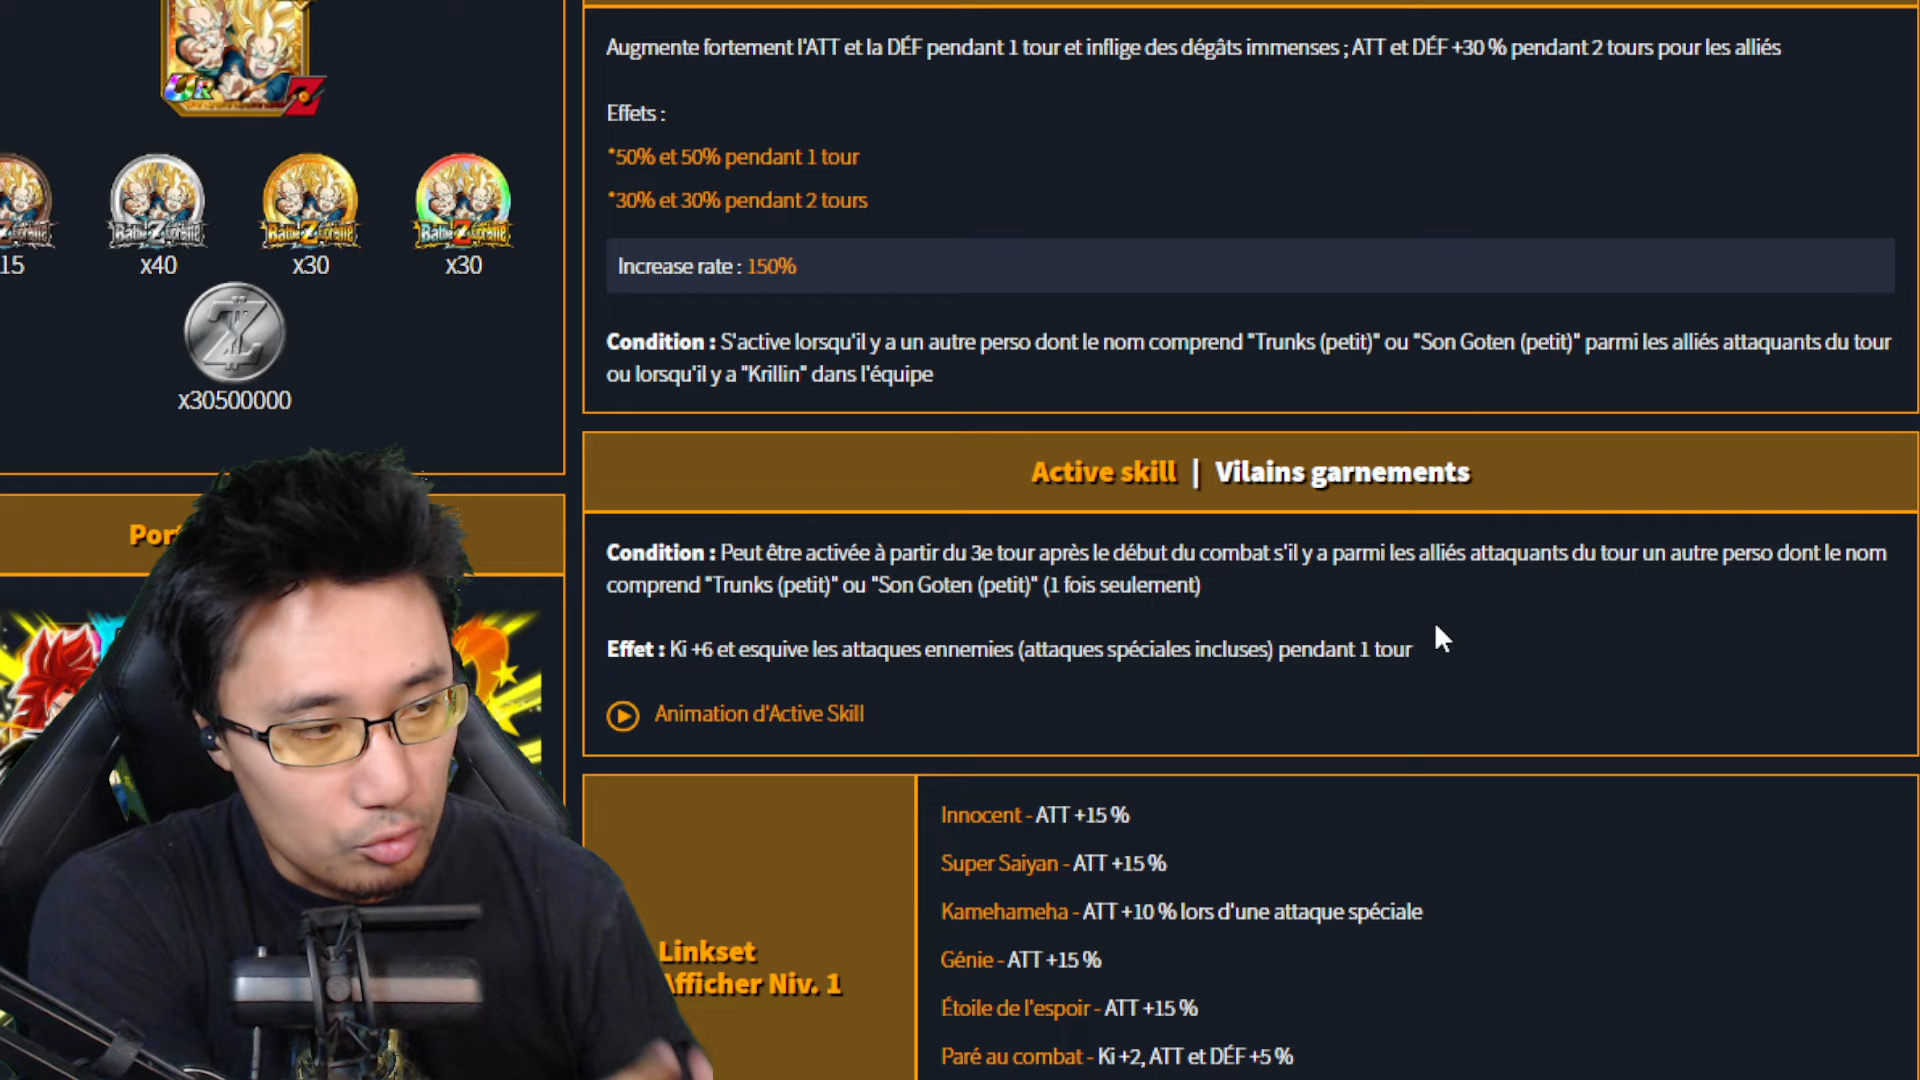 Augmente fortement l'ATT et la DÉF pendant 1 tour et inflige des dégâts immenses ; ATT et DÉF +30 % pendant 2 tours pour les alliés
Effets :
*50% et 50% pendant 1 tour
*30% et 30% pendant 2 tours
Increase rate : 150%
Condition : S'active lorsqu'il y a un autre perso dont le nom comprend "Trunks (petit)" ou "Son Goten (petit)" parmi les alliés attaquants du tour
ou lorsqu'il y a "Krillin" dans l'équipe
UR
Z
15
x40
x30
x30
x30500000
Active skill | Vilains garnements
Condition : Peut être activée à partir du 3e tour après le début du combat s'il y a parmi les alliés attaquants du tour un autre perso dont le nom
comprend "Trunks (petit)" ou "Son Goten (petit)" (1 fois seulement)
Effet : Ki +6 et esquive les attaques ennemies (attaques spéciales incluses) pendant 1 tour
Animation d'Active Skill
Linkset
Afficher Niv. 1
Innocent - ATT +15 %
Super Saiyan - ATT +15 %
Kamehameha - ATT +10 % lors d'une attaque spéciale
Génie - ATT +15 %
Étoile de l'espoir - ATT +15 %
Paré au combat - Ki +2, ATT et DÉF +5 %